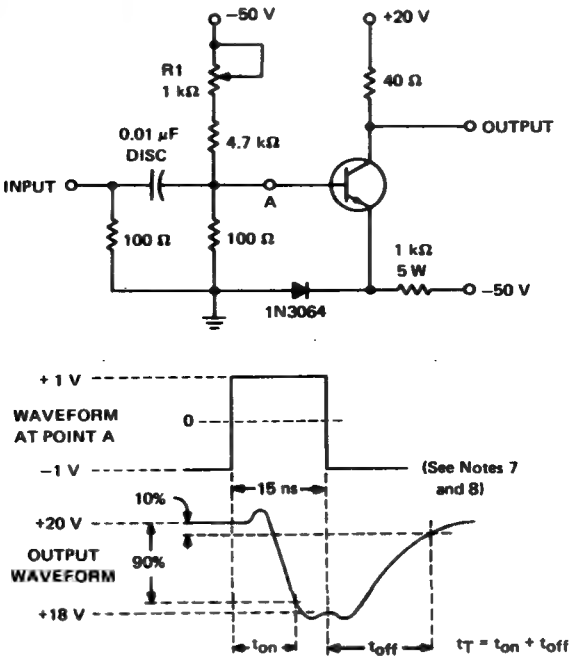 −50 V
+20 V
R1
1 kΩ
40 Ω
0.01 μF
DISC
4.7 kΩ
OUTPUT
INPUT
A
100 Ω
100 Ω
1 kΩ
5 W
1N3064
−50 V
+1 V
WAVEFORM
AT POINT A
0
−1 V
(See Notes 7
and 8)
15 ns
10%
+20 V
OUTPUT
WAVEFORM
90%
+18 V
ton
toff
tT = ton + toff